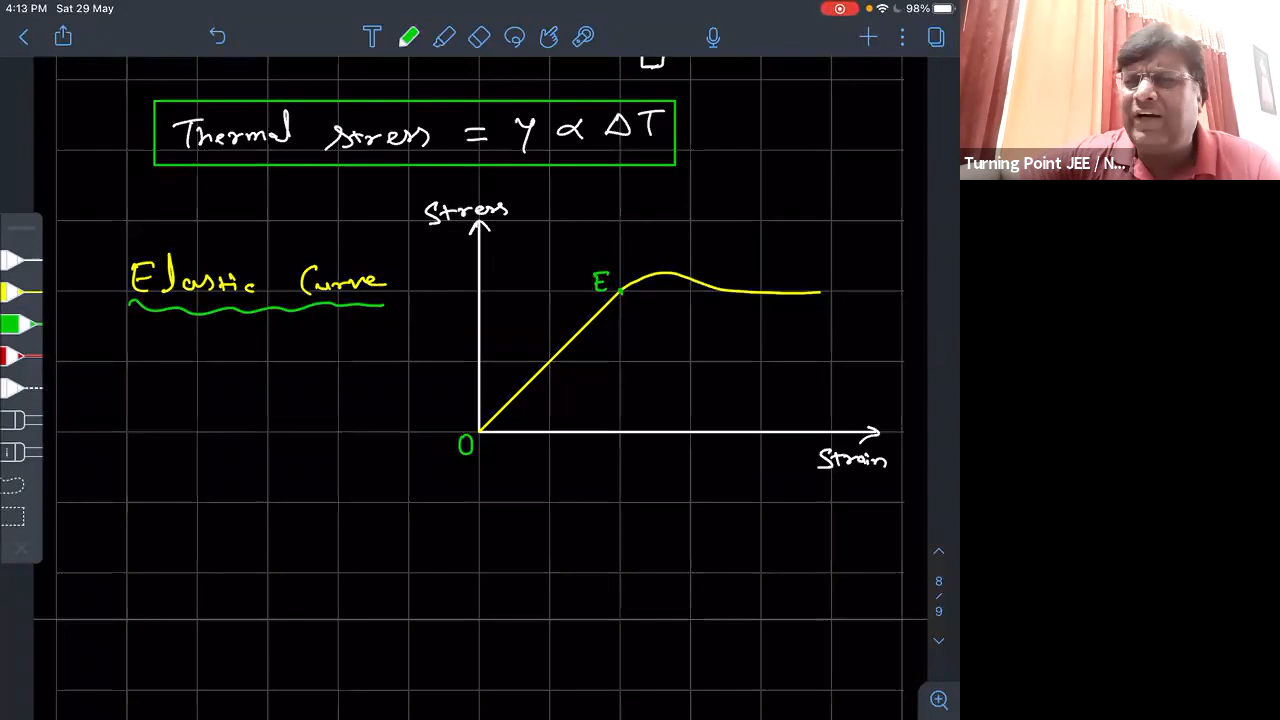 4:13 PM Sat 29 May
98%
Turning Point JEE / N...
Thermal stress = Y α ΔT
Stress
Elastic Curve
E
O
Strain
8
/
9